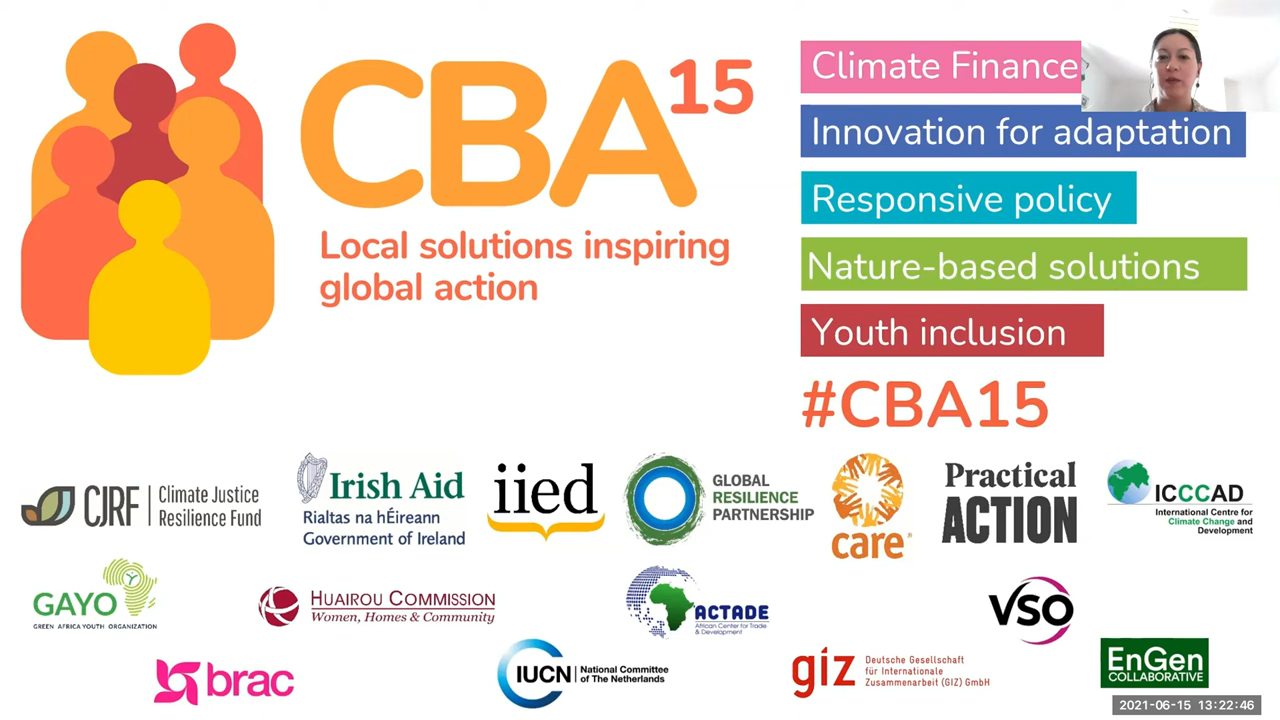 CBA15
Local solutions inspiring
global action
Climate Finance
Innovation for adaptation
Responsive policy
Nature-based solutions
Youth inclusion
#CBA15
CJRF
Climate Justice
Resilience Fund
Irish Aid
Rialtas na hÉireann
Government of Ireland
iied
GLOBAL
RESILIENCE
PARTNERSHIP
care®
Practical
ACTION
ICCCAD
International Centre for
Climate Change and
Development
GAYO
GREEN AFRICA YOUTH ORGANIZATION
HUAIROU COMMISSION
Women, Homes & Community
ACTADE
African Center for Trade
& Development
VSO
brac
IUCN
National Committee
of The Netherlands
giz
Deutsche Gesellschaft
für Internationale
Zusammenarbeit (GIZ) GmbH
EnGen
COLLABORATIVE
2021-06-15 13:22:46